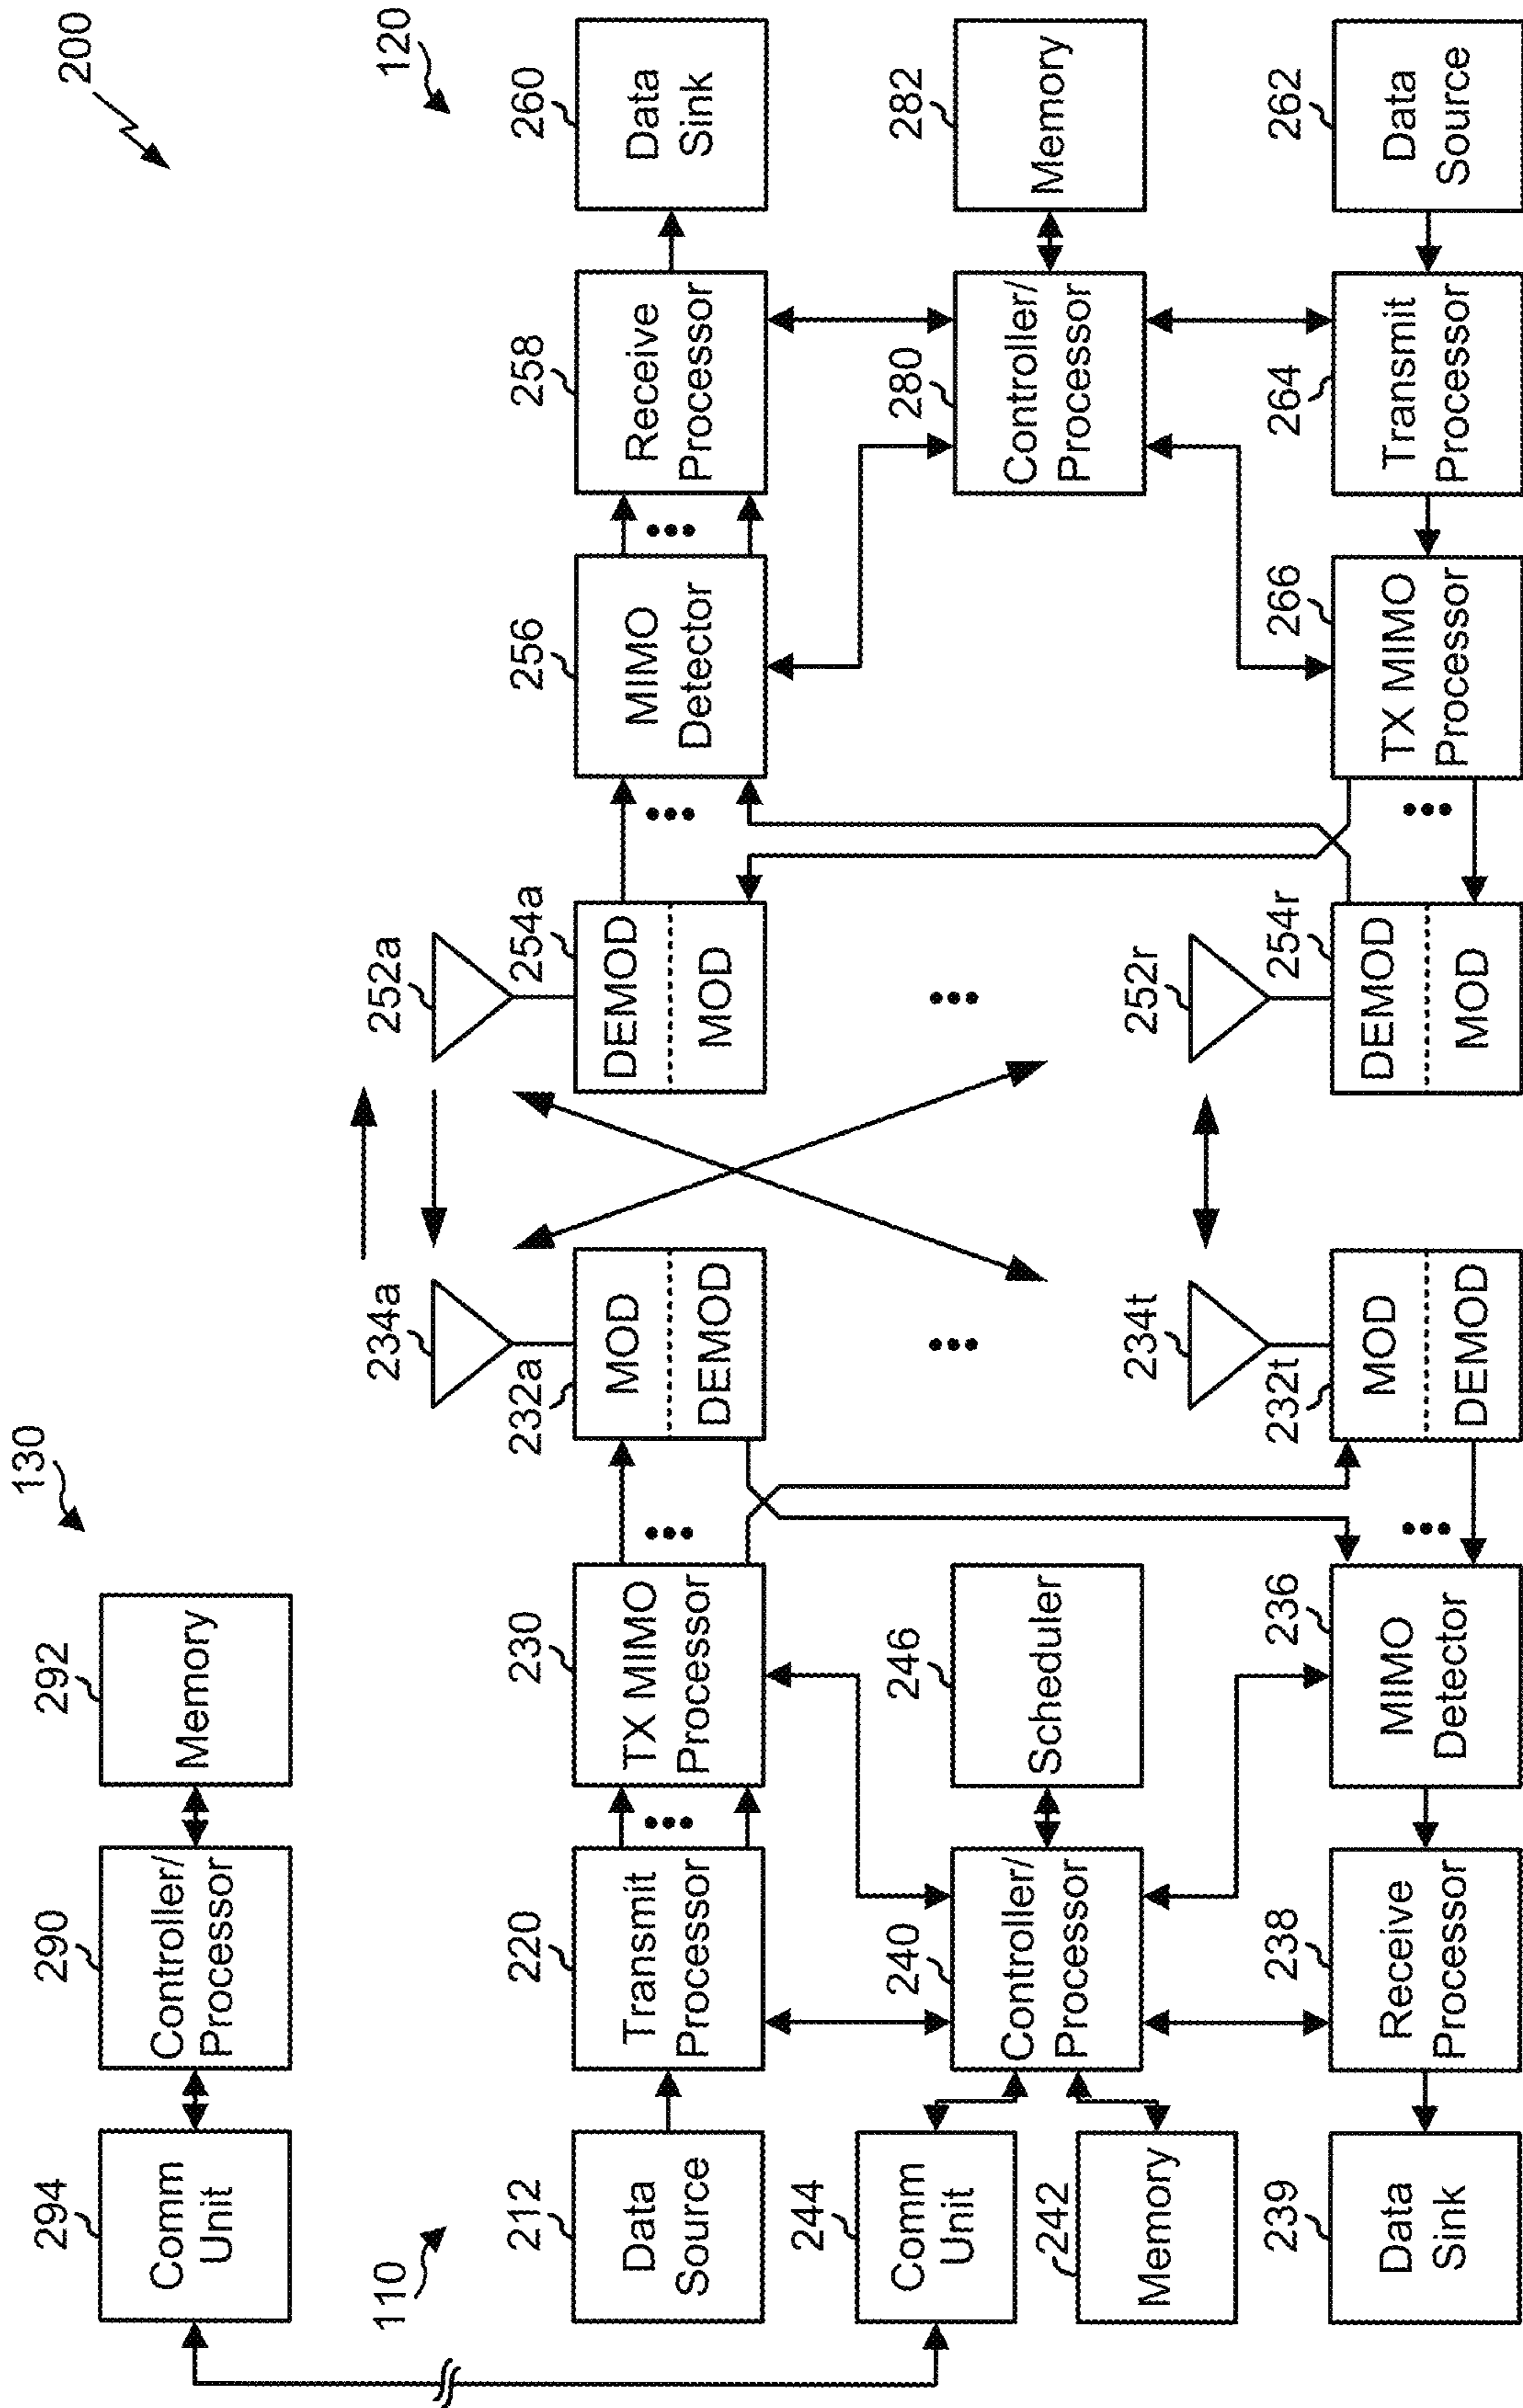 200
130
294
Comm
Unit
290
Controller/
Processor
292
Memory
110
120
212
Data
Source
220
Transmit
Processor
230
TX MIMO
Processor
234a
232a
MOD
DEMOD
252a
254a
DEMOD
MOD
256
MIMO
Detector
258
Receive
Processor
260
Data
Sink
244
Comm
Unit
242
Memory
240
Controller/
Processor
246
Scheduler
280
Controller/
Processor
282
Memory
239
Data
Sink
238
Receive
Processor
236
MIMO
Detector
234t
232t
MOD
DEMOD
252r
254r
DEMOD
MOD
266
TX MIMO
Processor
264
Transmit
Processor
262
Data
Source